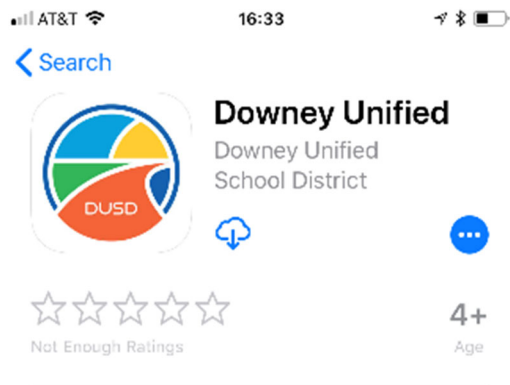 AT&T 16:33
Search
Downey Unified
Downey Unified
School District
DUSD
4+
Not Enough Ratings Age